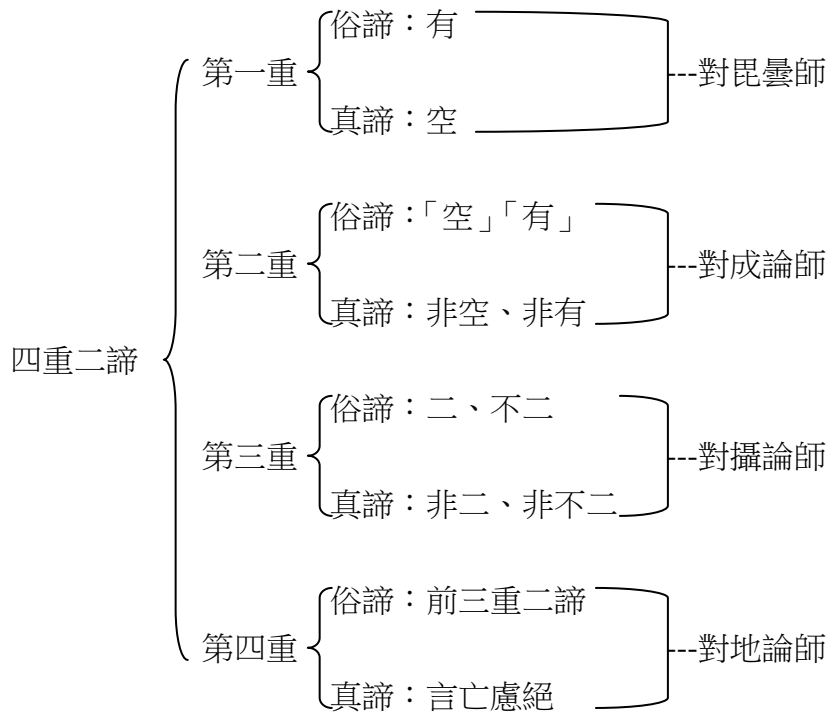 俗諦：有
第一重
---對毘曇師
真諦：空
俗諦：「空」「有」
第二重
---對成論師
真諦：非空、非有
四重二諦
俗諦：二、不二
第三重
---對攝論師
真諦：非二、非不二
俗諦：前三重二諦
第四重
---對地論師
真諦：言亡慮絕